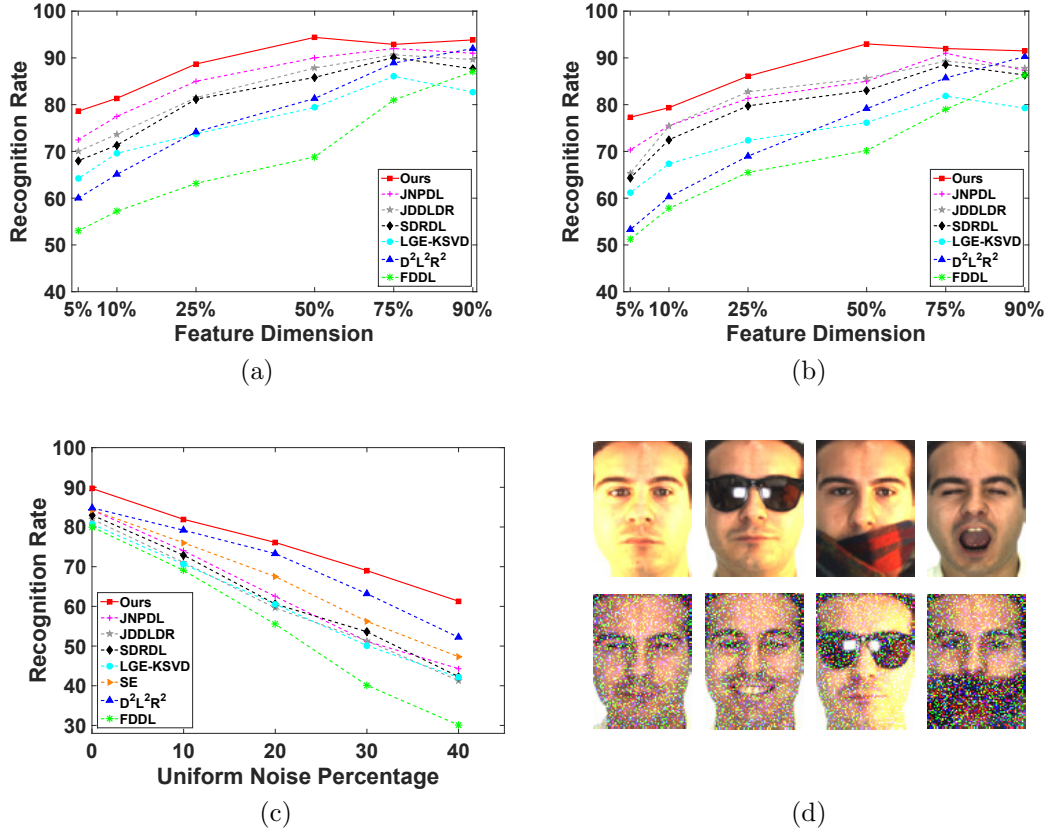 Recognition Rate
100
90
80
70
60
50
40
5% 10% 25% 50% 75% 90%
Feature Dimension
Ours
JNPDL
JDDLDR
SDRDL
LGE-KSVD
D²L²R²
FDDL
(a)
Recognition Rate
100
90
80
70
60
50
40
5% 10% 25% 50% 75% 90%
Feature Dimension
Ours
JNPDL
JDDLDR
SDRDL
LGE-KSVD
D²L²R²
FDDL
(b)
Recognition Rate
100
90
80
70
60
50
40
30
0 10 20 30 40
Uniform Noise Percentage
Ours
JNPDL
JDDLDR
SDRDL
LGE-KSVD
SE
D²L²R²
FDDL
(c)
(d)